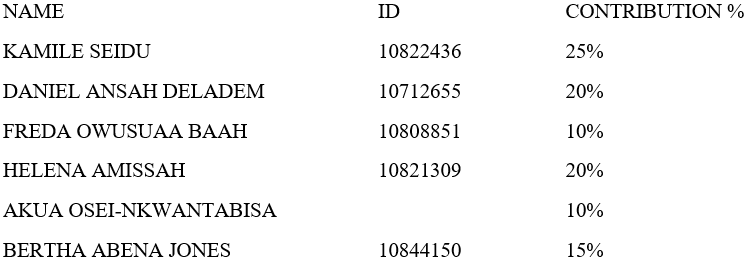 NAME ID CONTRIBUTION %
KAMILE SEIDU 10822436 25%
DANIEL ANSAH DELADEM 10712655 20%
FREDA OWUSUAA BAAH 10808851 10%
HELENA AMISSAH 10821309 20%
AKUA OSEI-NKWANTABISA 10%
BERTHA ABENA JONES 10844150 15%